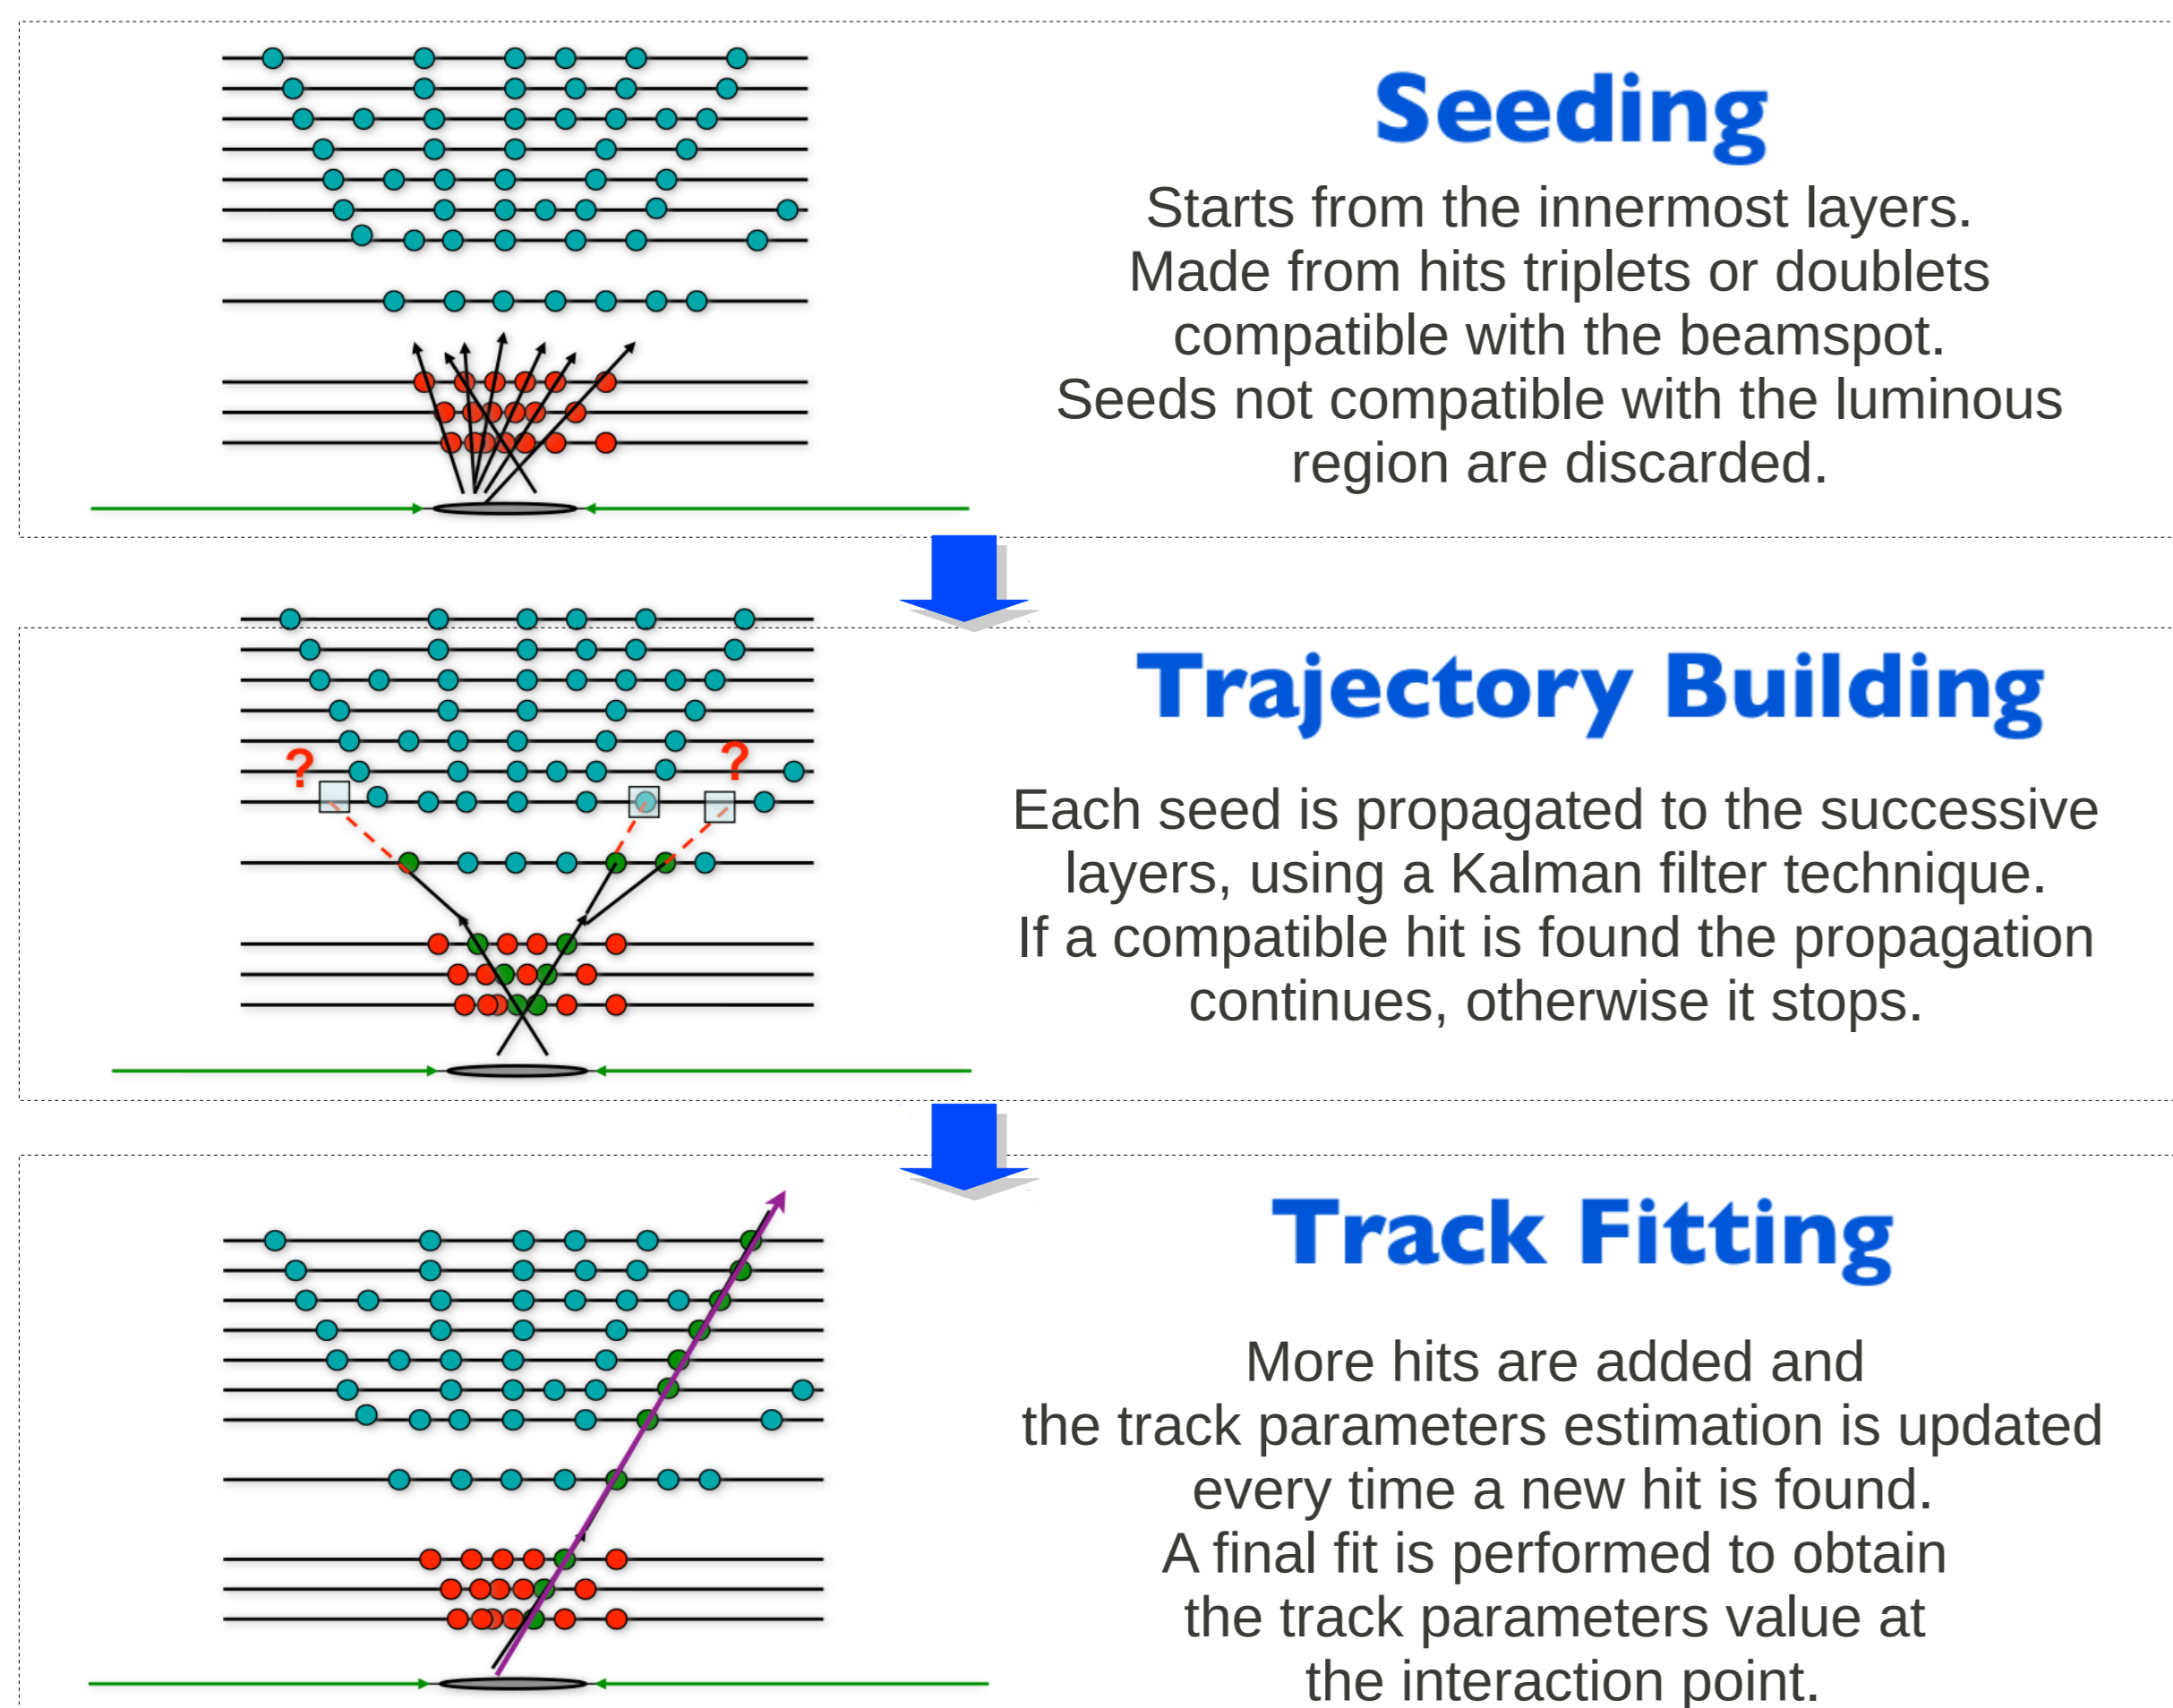 Seeding
Starts from the innermost layers.
Made from hits triplets or doublets
compatible with the beamspot.
Seeds not compatible with the luminous
region are discarded.
Trajectory Building
?
?
Each seed is propagated to the successive
layers, using a Kalman filter technique.
If a compatible hit is found the propagation
continues, otherwise it stops.
Track Fitting
More hits are added and
the track parameters estimation is updated
every time a new hit is found.
A final fit is performed to obtain
the track parameters value at
the interaction point.